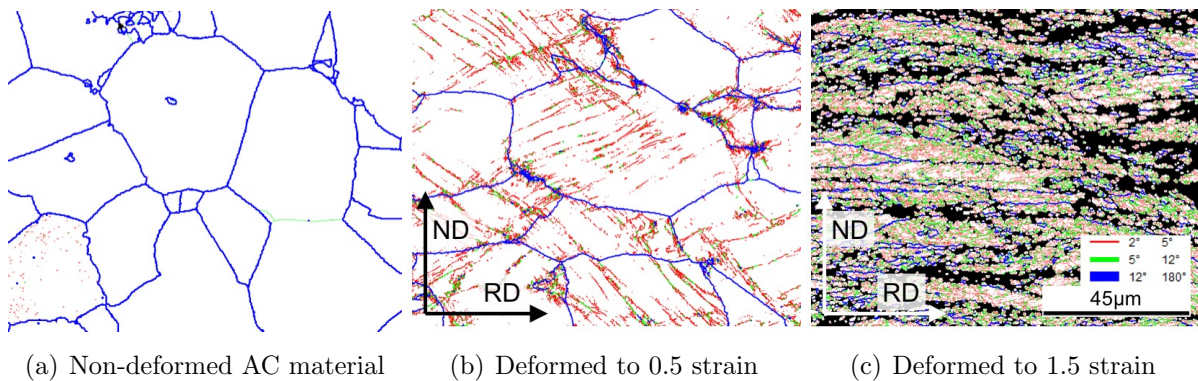 ND
RD
ND
RD
2° 5°
5° 12°
12° 180°
45µm
(a) Non-deformed AC material
(b) Deformed to 0.5 strain
(c) Deformed to 1.5 strain